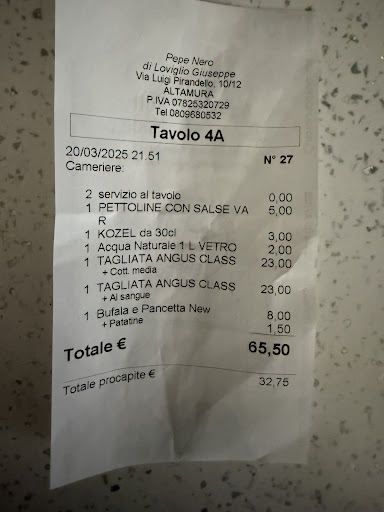 Pepe Nero
di Loviglio Giuseppe
Via Luigi Pirandello, 10/12
ALTAMURA
P.IVA 07825320729
Tel 0809680532
Tavolo 4A
20/03/2025 21.51 N° 27
Cameriere:
2 servizio al tavolo 0,00
1 PETTOLINE CON SALSE VA 5,00
R
1 KOZEL da 30cl 3,00
1 Acqua Naturale 1 L VETRO 2,00
1 TAGLIATA ANGUS CLASS 23,00
+ Cott. media
1 TAGLIATA ANGUS CLASS 23,00
+ Al sangue
1 Bufala e Pancetta New 8,00
+ Patatine 1,50
Totale € 65,50
Totale procapite € 32,75